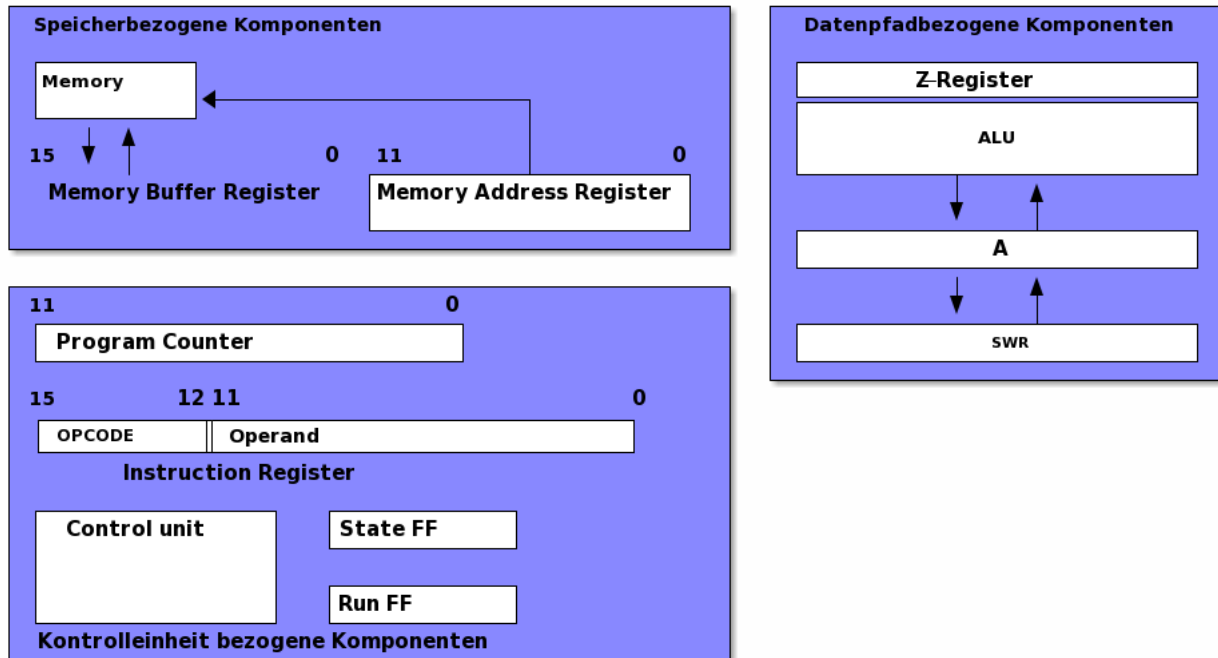 Speicherbezogene Komponenten
Memory
15 0 11 0
Memory Buffer Register Memory Address Register
11 0
Program Counter
15 12 11 0
OPCODE Operand
Instruction Register
Control unit State FF
Run FF
Kontrolleinheit bezogene Komponenten
Datenpfadbezogene Komponenten
Z-Register
ALU
A
SWR